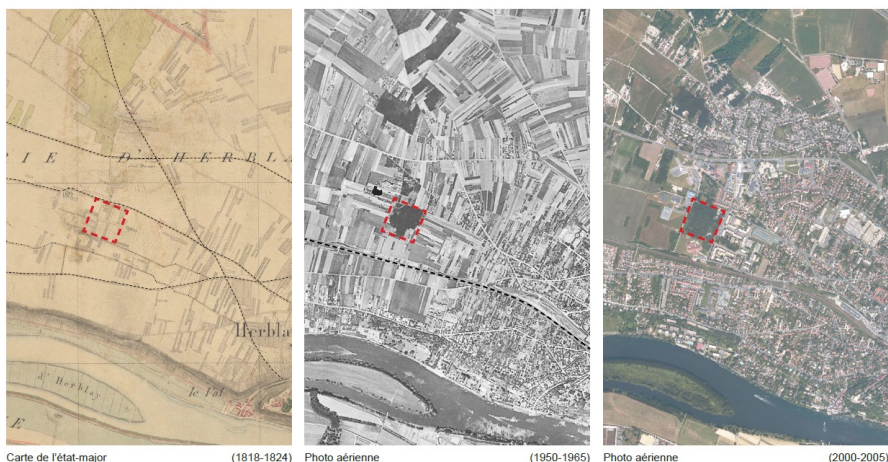 RIE D'HERBLA
Herbla
d'Herblay
le Val
Carte de l'état-major (1818-1824)
Photo aérienne (1950-1965)
Photo aérienne (2000-2005)